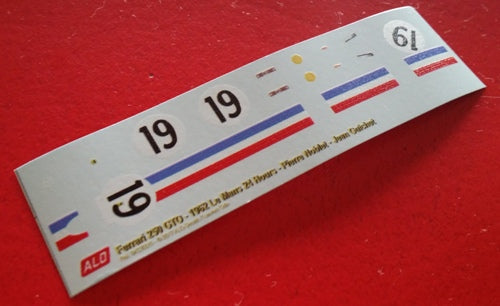 19
19
19
19
ALO
Ferrari 250 GTO - 1962 Le Mans 24 Hours - Pierre Noblet - Jean Guichet